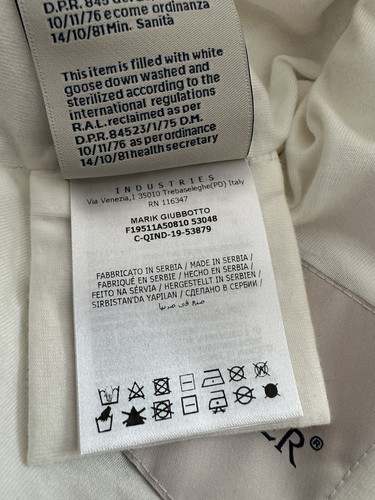 D.P.R. 845
10/11/76 e come ordinanza
14/10/81 Min. Sanità
This item is filled with white
goose down washed and
sterilized according to the
international regulations
R.A.L. reclaimed as per
D.P.R. 84523/1/75 D.M.
10/11/76 as per ordinance
14/10/81 health secretary
INDUSTRIES
Via Venezia,1 35010 Trebaseleghe(PD) Italy
RN 116347
MARIK GIUBBOTTO
F19511A50810 53048
C-QIND-19-53879
FABBRICATO IN SERBIA / MADE IN SERBIA /
FABRIQUÉ EN SERBIE / HECHO EN SERBIA /
FEITO NA SÉRVIA / HERGESTELLT IN SERBIEN /
SIRBISTAN'DA YAPILAN / СДЕЛАНО В СЕРБИИ /
صنع في صربيا
ER®